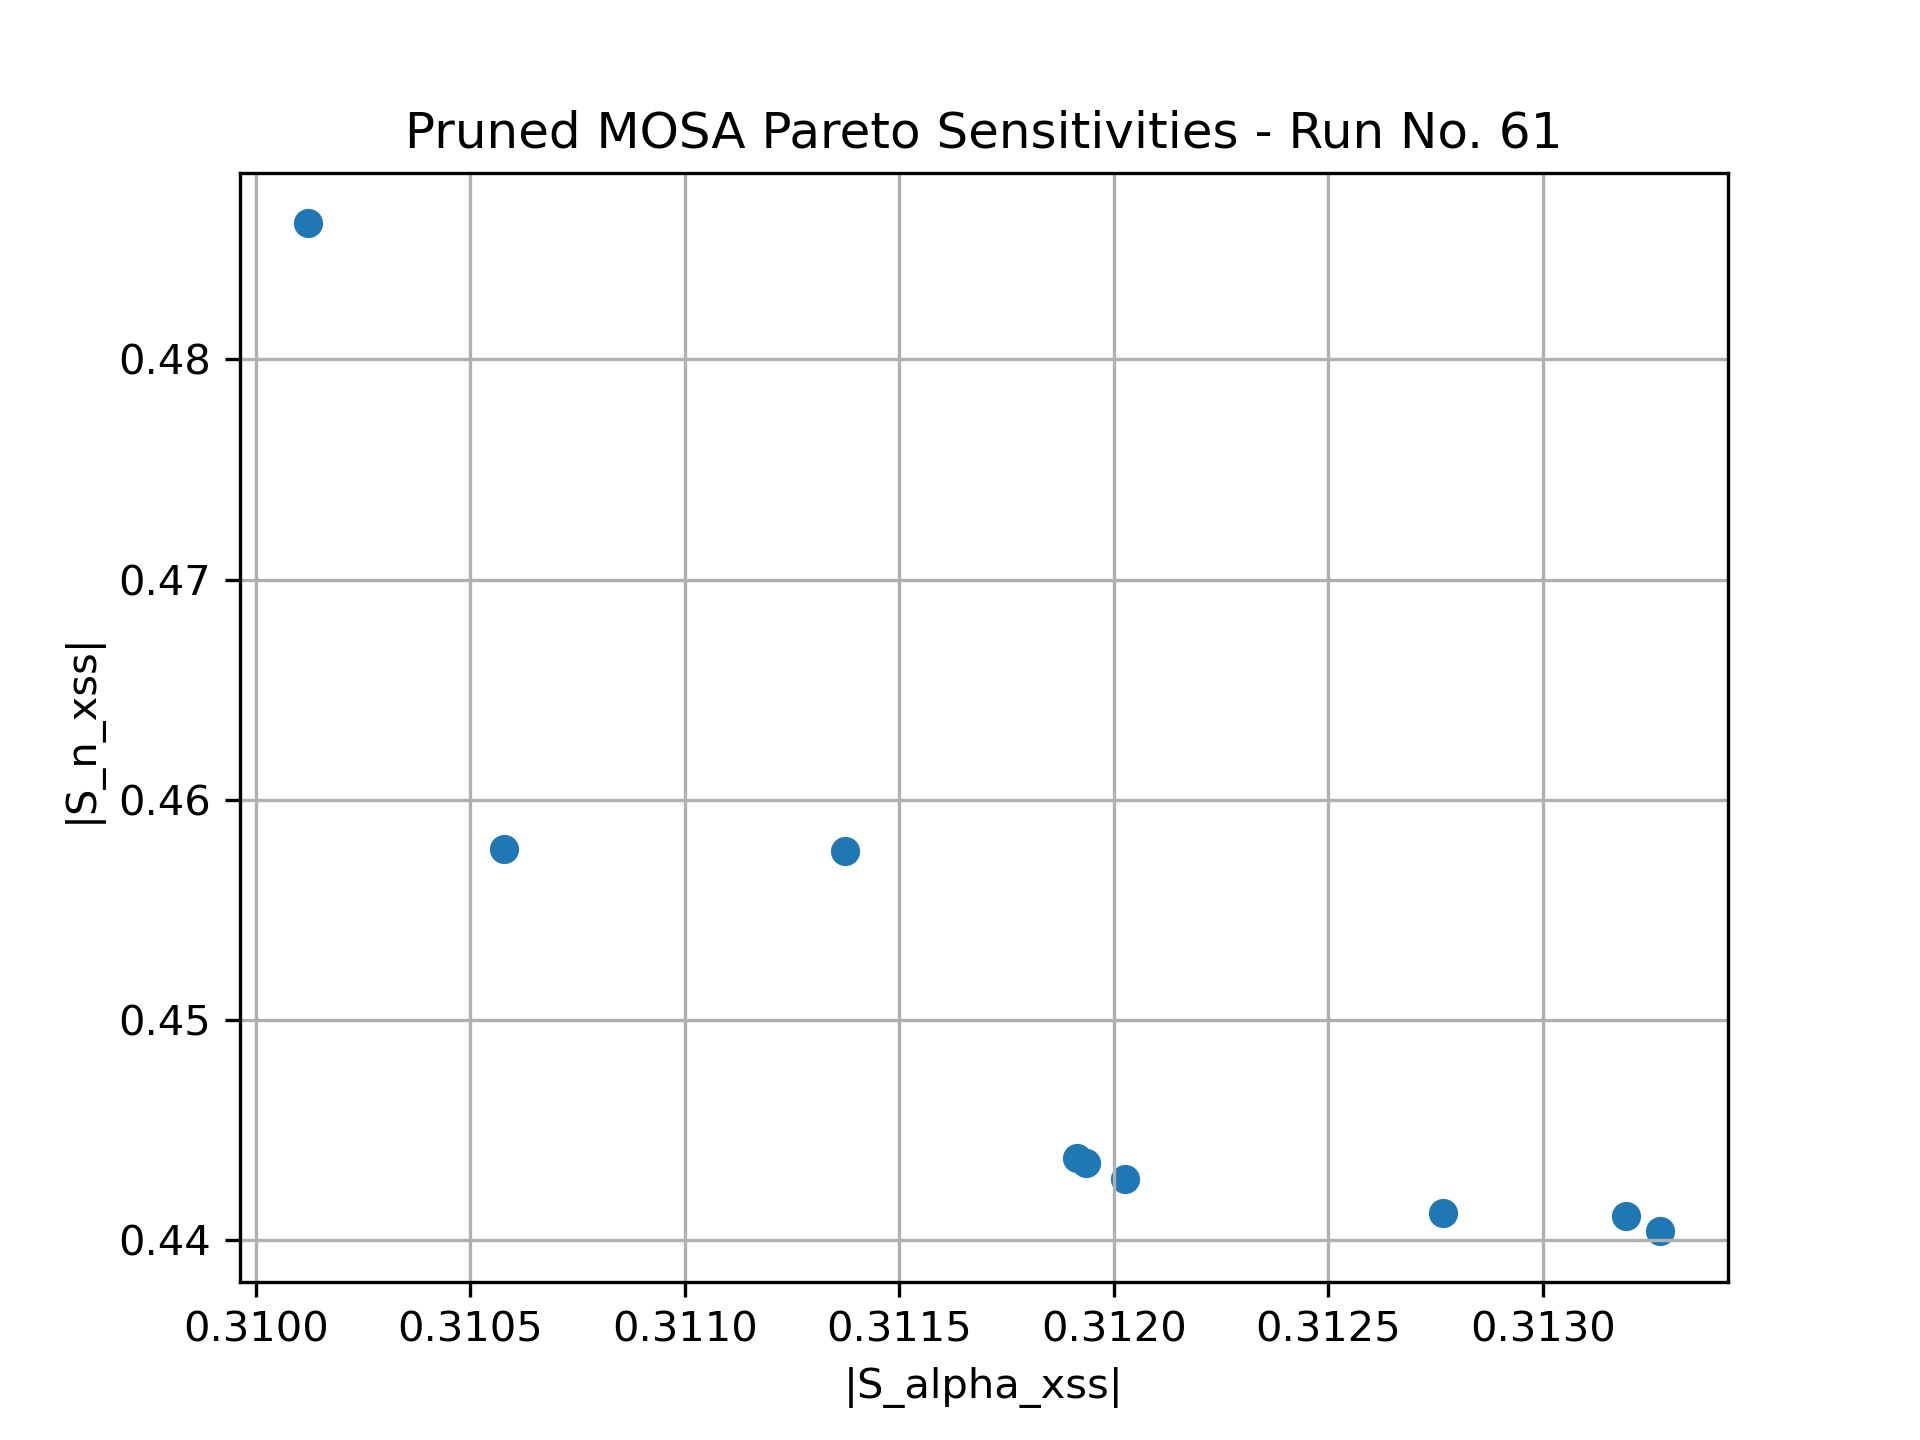 Pruned MOSA Pareto Sensitivities - Run No. 61
|S_n_xss|
0.48
0.47
0.46
0.45
0.44
0.3100 0.3105 0.3110 0.3115 0.3120 0.3125 0.3130
|S_alpha_xss|